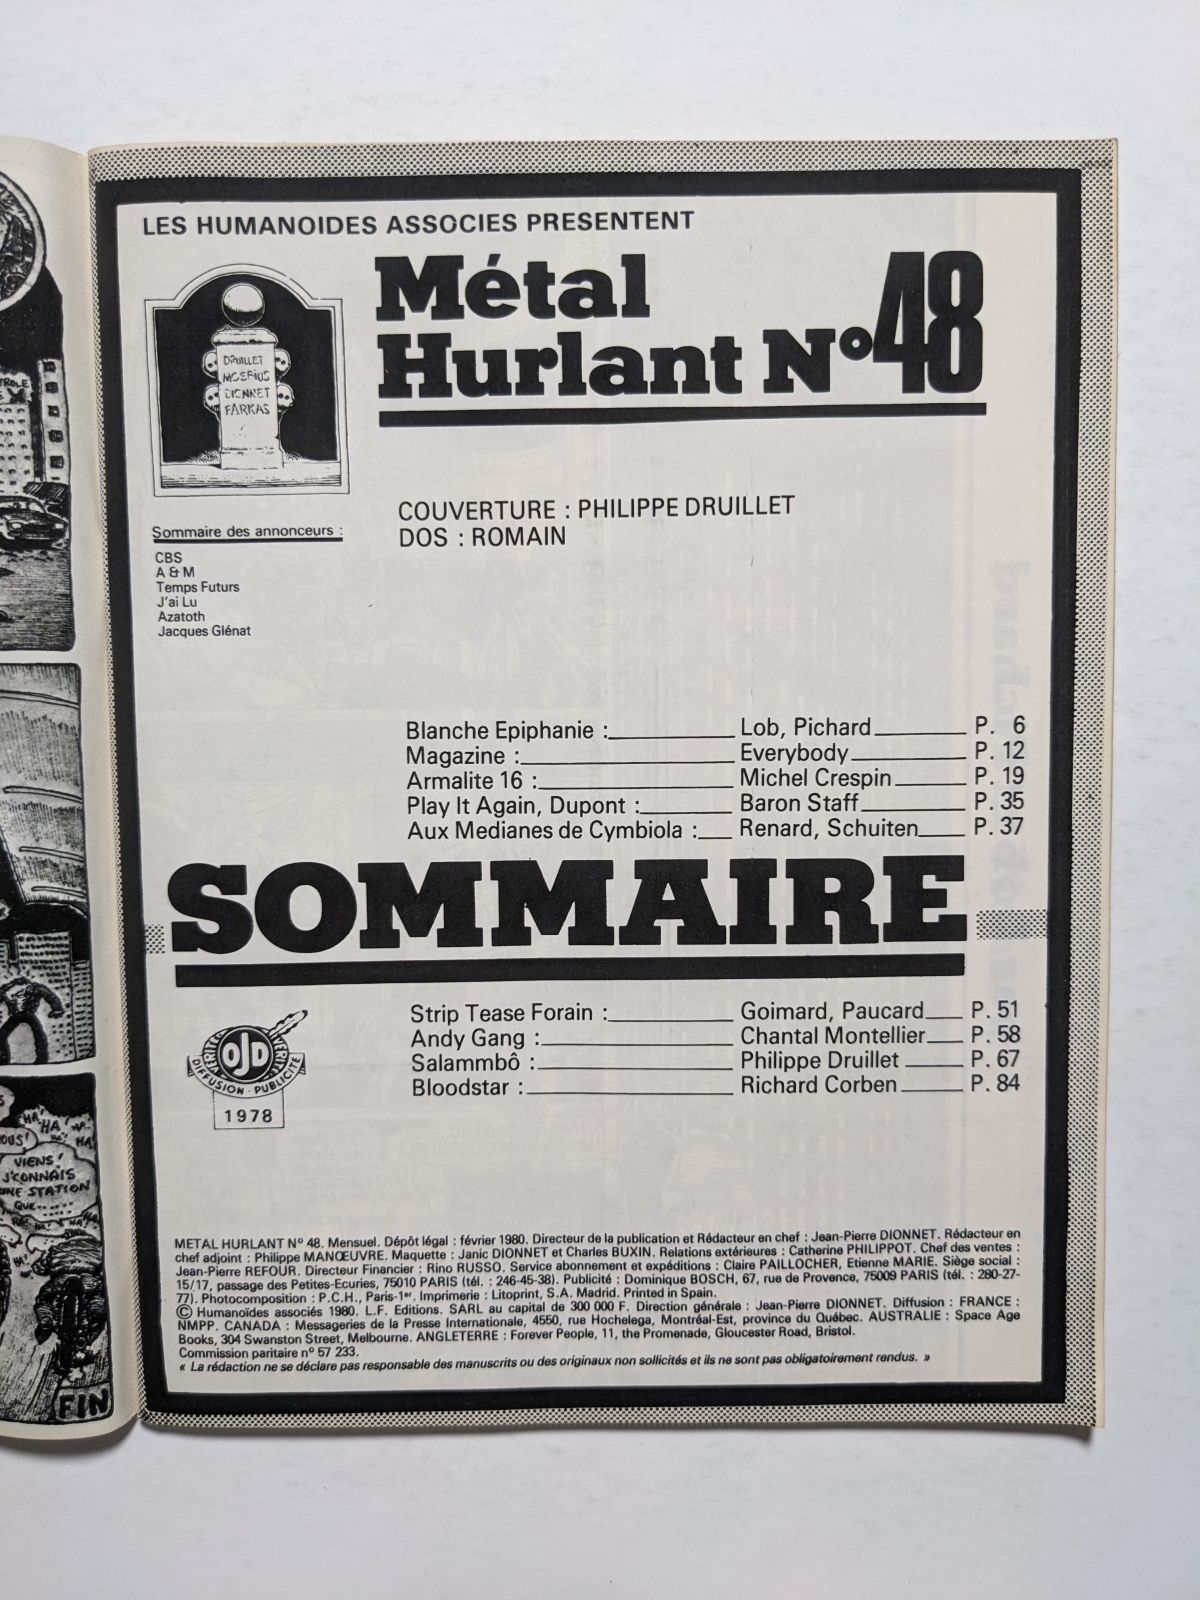 LES HUMANOIDES ASSOCIES PRESENTENT
Métal
Hurlant Nº48
DRUILLET
MOEBIUS
DIONNET
FARKAS
COUVERTURE : PHILIPPE DRUILLET
DOS : ROMAIN
Sommaire des annonceurs :
CBS
A & M
Temps Futurs
J'ai Lu
Azatoth
Jacques Glénat
Blanche Epiphanie : Lob, Pichard P. 6
Magazine : Everybody P. 12
Armalite 16 : Michel Crespin P. 19
Play It Again, Dupont : Baron Staff P. 35
Aux Medianes de Cymbiola : Renard, Schuiten P. 37
SOMMAIRE
Strip Tease Forain : Goimard, Paucard P. 51
Andy Gang : Chantal Montellier P. 58
Salammbô : Philippe Druillet P. 67
Bloodstar : Richard Corben P. 84
OJD
DIFFUSION - PUBLICITE
1978
METAL HURLANT Nº 48. Mensuel. Dépôt légal : février 1980. Directeur de la publication et Rédacteur en chef : Jean-Pierre DIONNET. Rédacteur en
chef adjoint : Philippe MANŒUVRE. Maquette : Janic DIONNET et Charles BUXIN. Relations extérieures : Catherine PHILIPPOT. Chef des ventes :
Jean-Pierre REFOUR. Directeur Financier : Rino RUSSO. Service abonnement et expéditions : Claire PAILLOCHER, Etienne MARIE. Siège social :
15/17, passage des Petites-Ecuries, 75010 PARIS (tél. : 246-45-38). Publicité : Dominique BOSCH, 67, rue de Provence, 75009 PARIS (tél. : 280-27-
77). Photocomposition : P.C.H., Paris-1er. Imprimerie : Litoprint, S.A. Madrid. Printed in Spain.
© Humanoïdes associés 1980. L.F. Editions. SARL au capital de 300 000 F. Direction générale : Jean-Pierre DIONNET. Diffusion : FRANCE :
NMPP. CANADA : Messageries de la Presse Internationale, 4550, rue Hochelega, Montréal-Est, province du Québec. AUSTRALIE : Space Age
Books, 304 Swanston Street, Melbourne. ANGLETERRE : Forever People, 11, the Promenade, Gloucester Road, Bristol.
Commission paritaire nº 57 233.
« La rédaction ne se déclare pas responsable des manuscrits ou des originaux non sollicités et ils ne sont pas obligatoirement rendus. »
HA!
HA!
HA!
VIENS!
J'CONNAIS
UNE STATION
QUE......
FIN